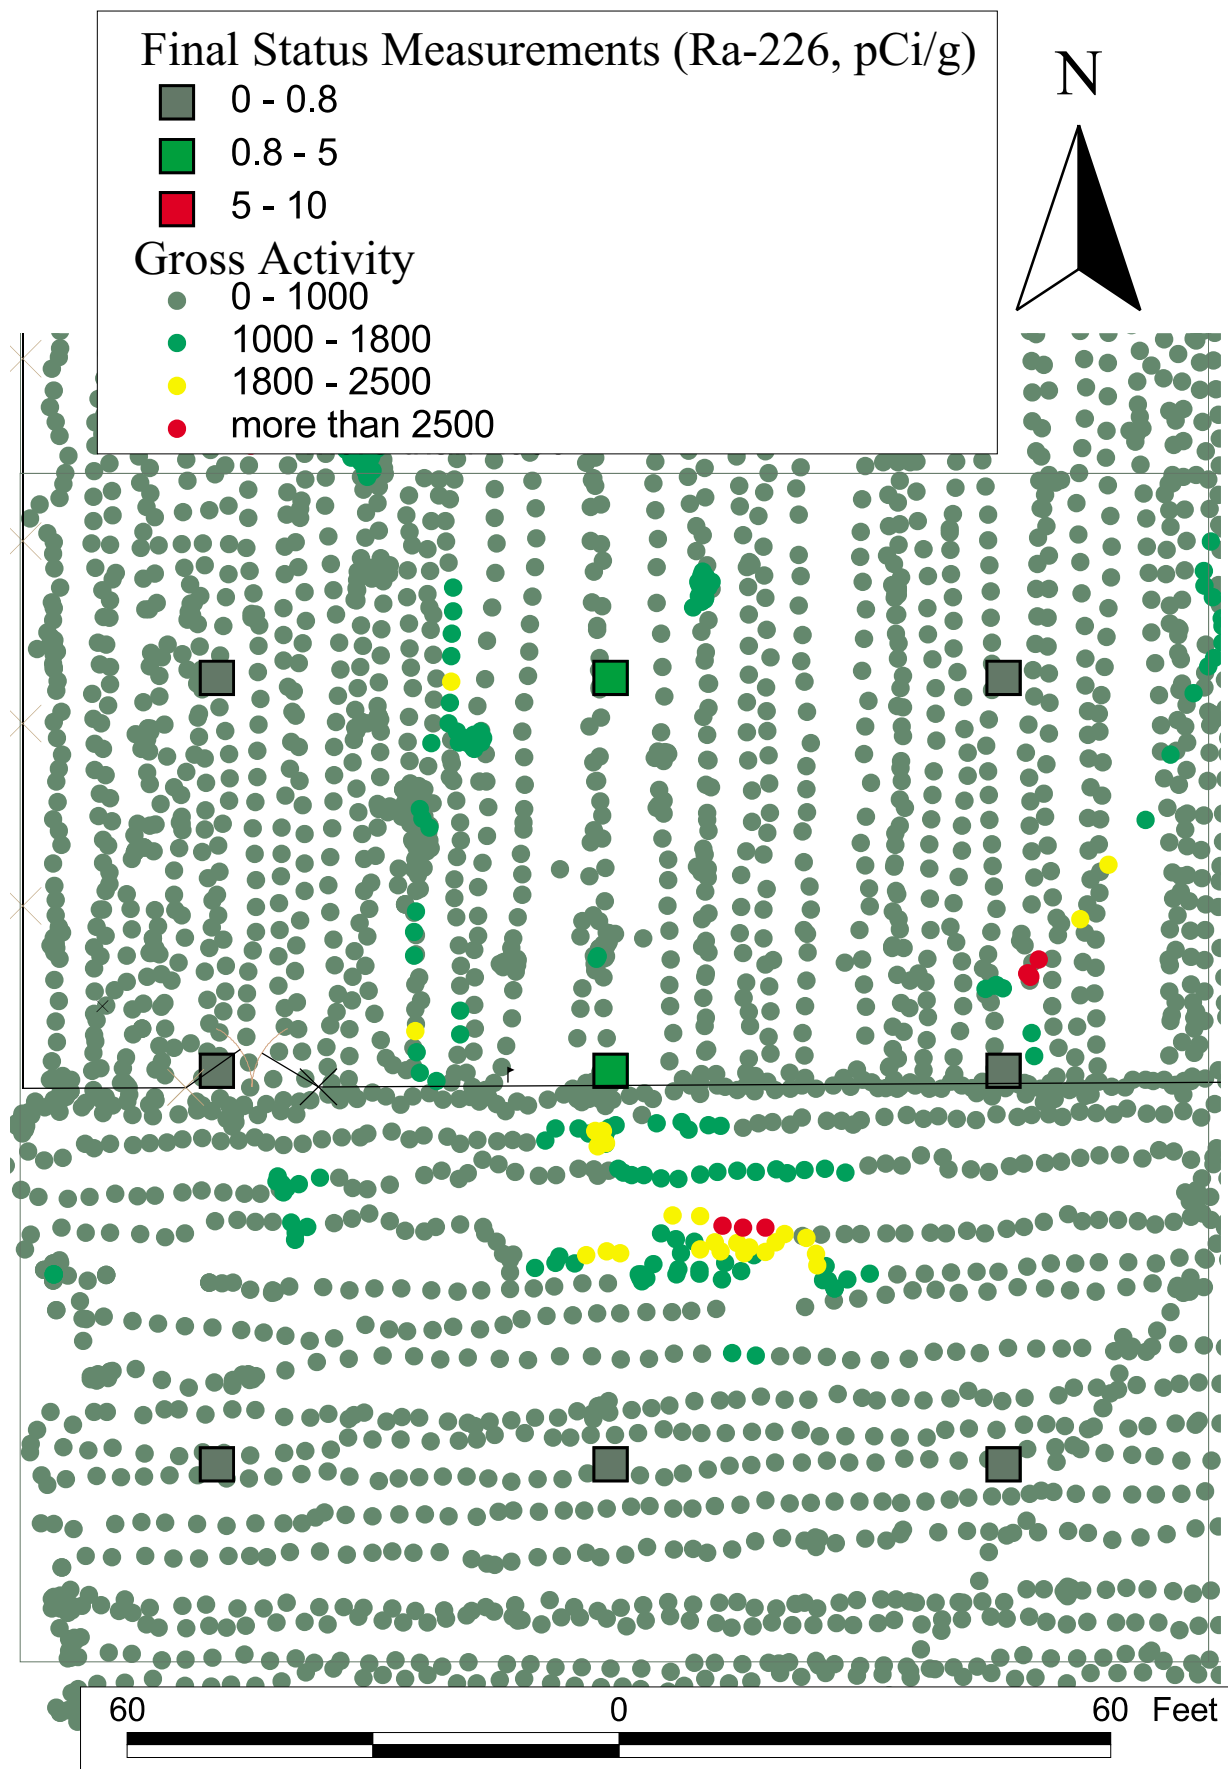 Final Status Measurements (Ra-226, pCi/g)
N
0 - 0.8
0.8 - 5
5 - 10
Gross Activity
0 - 1000
1000 - 1800
1800 - 2500
more than 2500
60 0 60 Feet